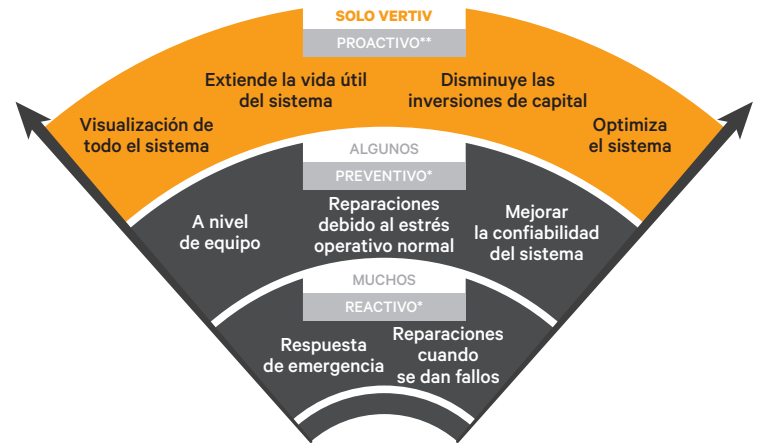 SOLO VERTIV
PROACTIVO**
Extiende la vida útil
del sistema
Disminuye las
inversiones de capital
Visualización de
todo el sistema
Optimiza
el sistema
ALGUNOS
PREVENTIVO*
A nivel
de equipo
Reparaciones
debido al estrés
operativo normal
Mejorar
la confiabilidad
del sistema
MUCHOS
REACTIVO*
Respuesta
de emergencia
Reparaciones
cuando
se dan fallos